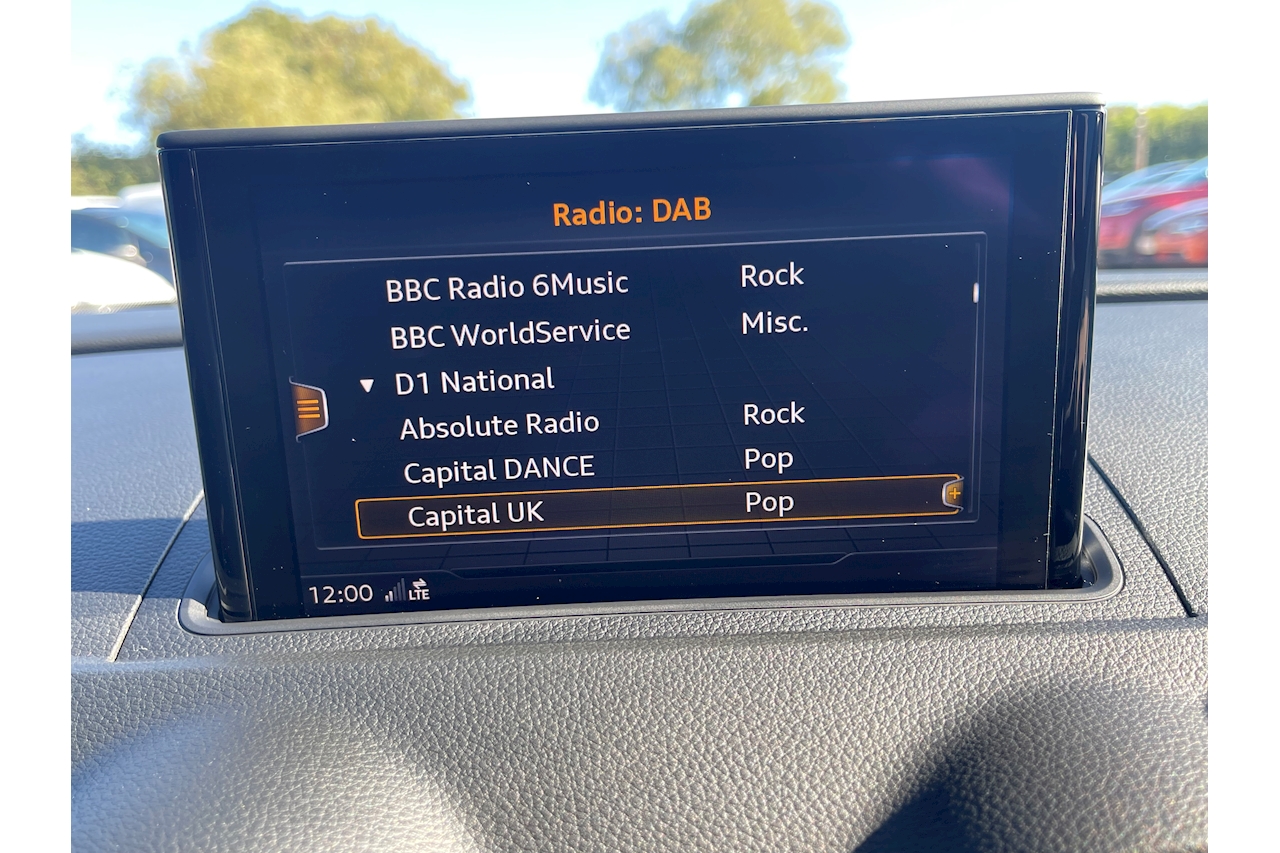 Radio: DAB
BBC Radio 6Music Rock
BBC WorldService Misc.
▼ D1 National
Absolute Radio Rock
Capital DANCE Pop
Capital UK Pop
12:00 LTE